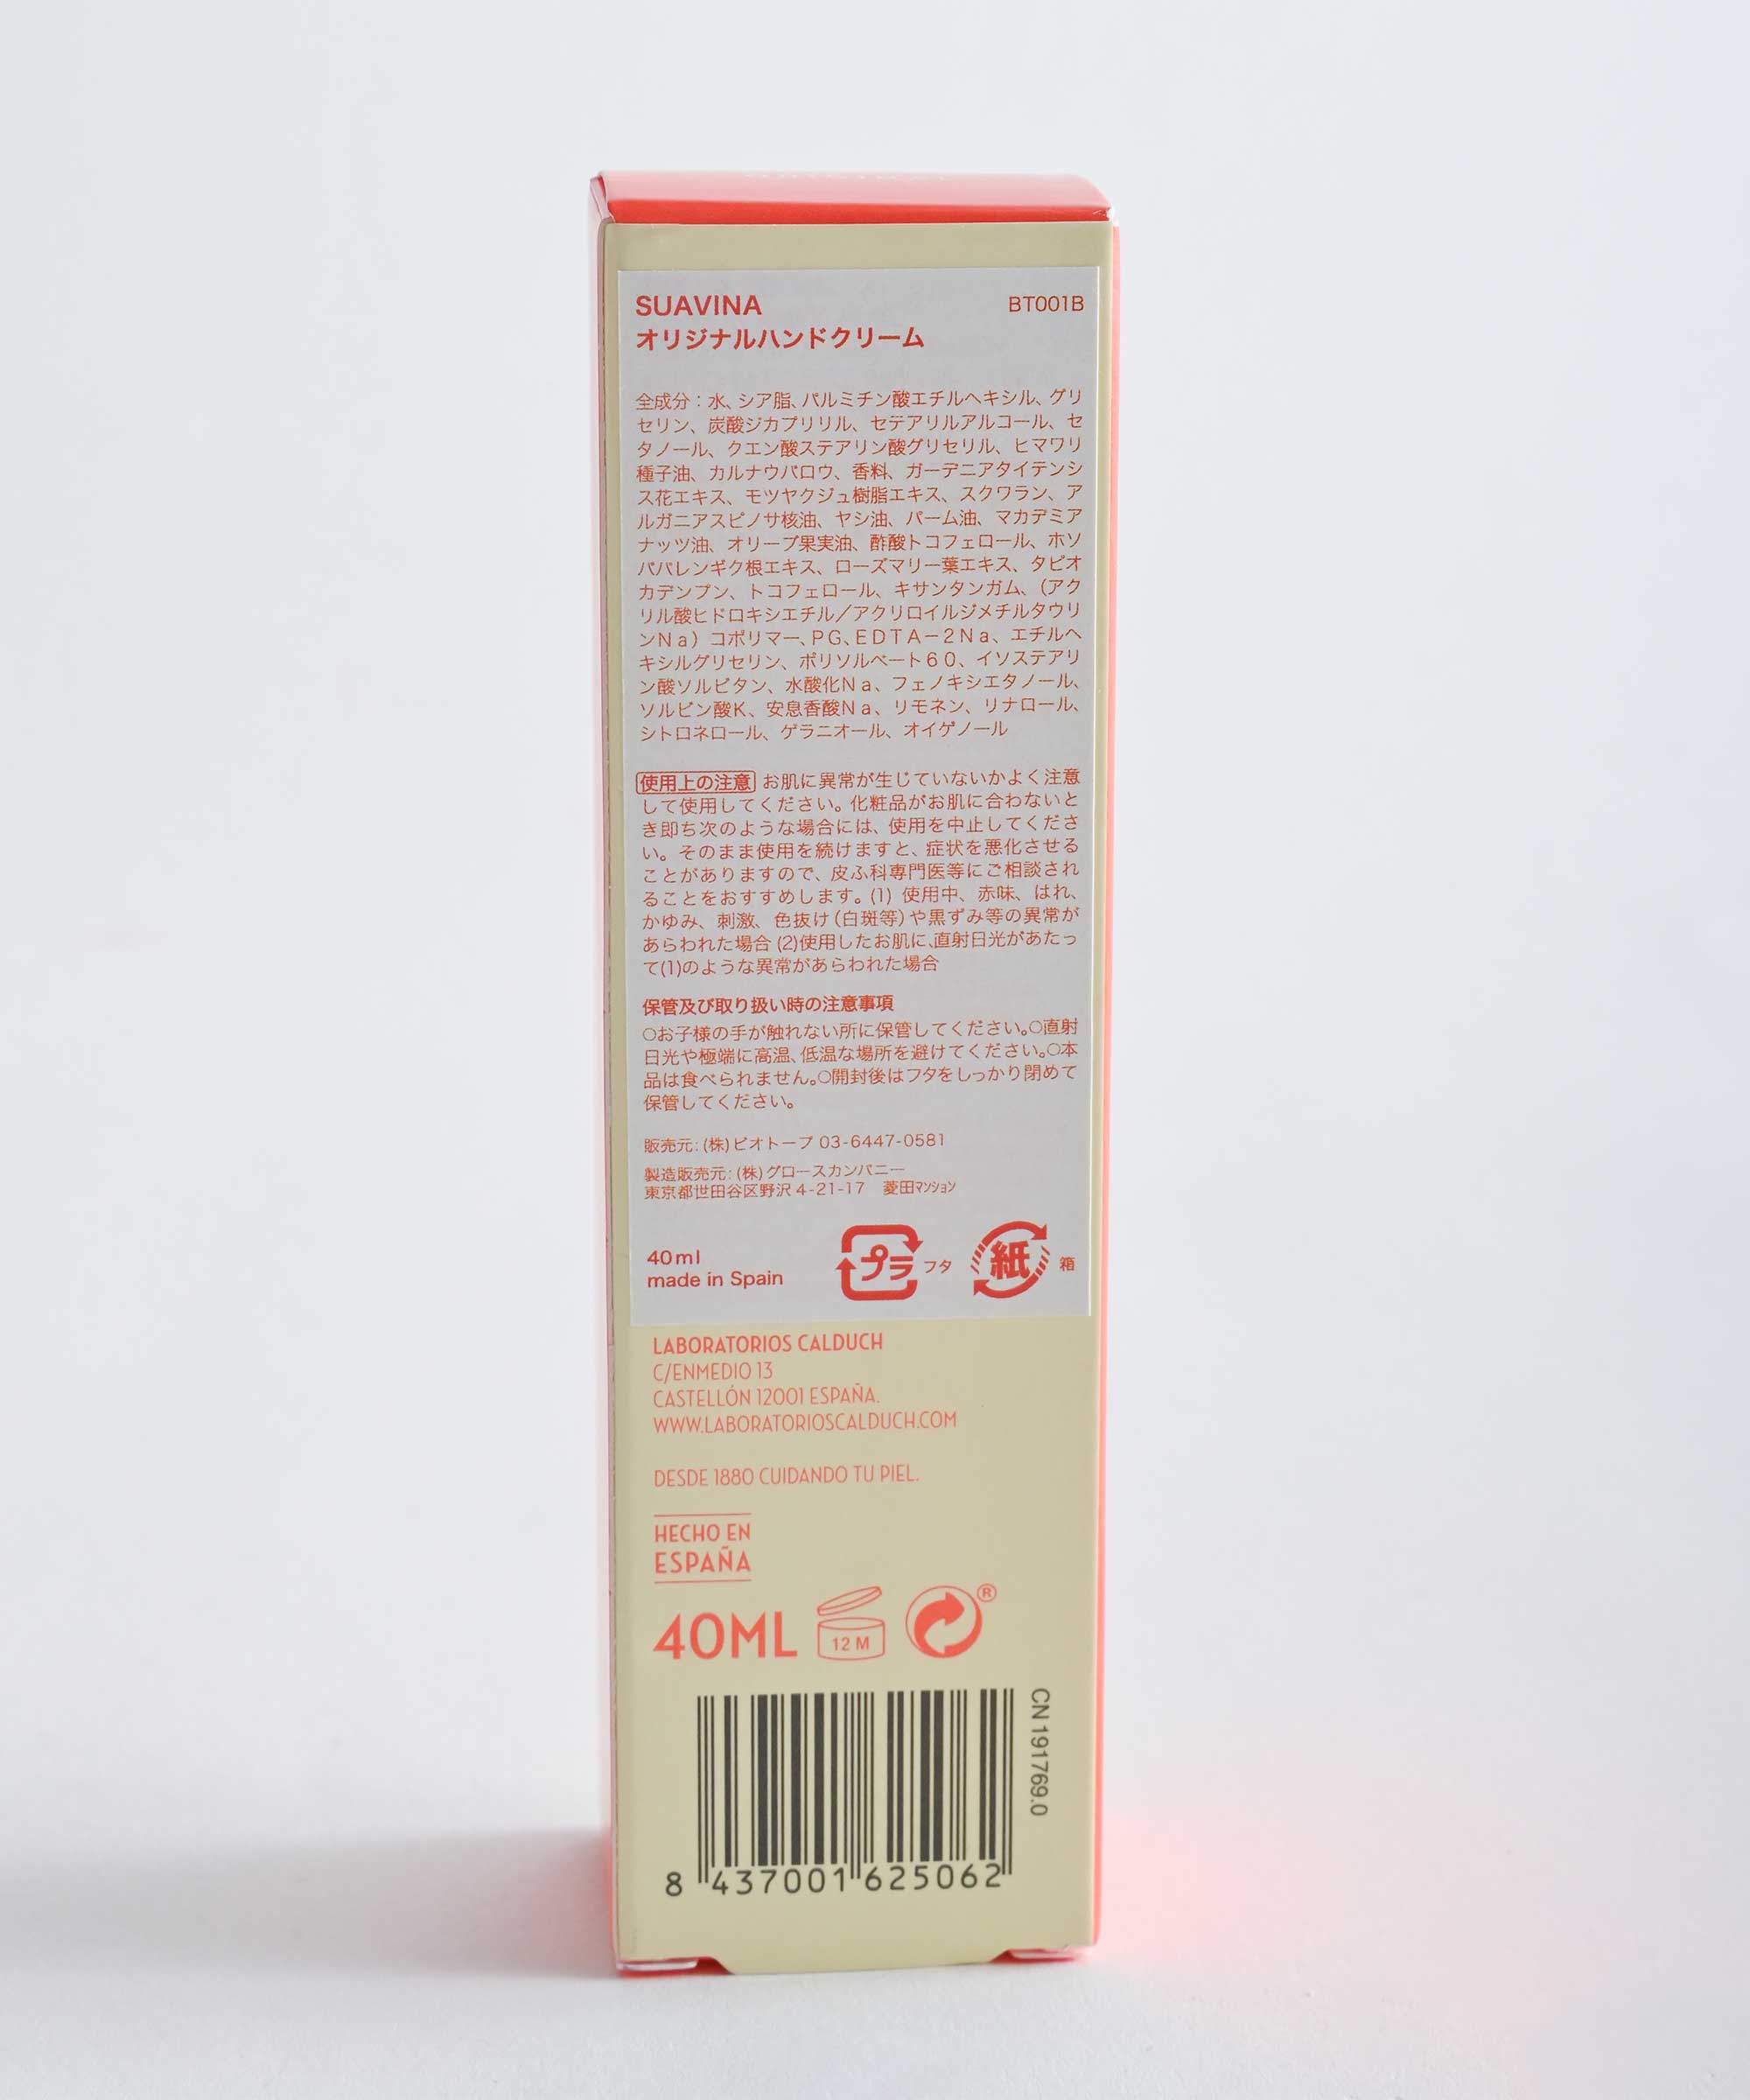 SUAVINA BT001B
オリジナルハンドクリーム
全成分：水、シア脂、パルミチン酸エチルヘキシル、グリ
セリン、炭酸ジカプリリル、セテアリルアルコール、セ
タノール、クエン酸ステアリン酸グリセリル、ヒマワリ
種子油、カルナウバロウ、香料、ガーデニアタイテンシ
ス花エキス、モツヤクジュ樹脂エキス、スクワラン、ア
ルガニアスピノサ核油、ヤシ油、パーム油、マカデミア
ナッツ油、オリーブ果実油、酢酸トコフェロール、ホソ
ババレンギク根エキス、ローズマリー葉エキス、タピオ
カデンプン、トコフェロール、キサンタンガム、（アク
リル酸ヒドロキシエチル／アクリロイルジメチルタウリ
ンＮａ）コポリマー、ＰＧ、ＥＤＴＡ－２Ｎａ、エチルヘ
キシルグリセリン、ポリソルベート６０、イソステアリ
ン酸ソルビタン、水酸化Ｎａ、フェノキシエタノール、
ソルビン酸Ｋ、安息香酸Ｎａ、リモネン、リナロール、
シトロネロール、ゲラニオール、オイゲノール
使用上の注意 お肌に異常が生じていないかよく注意
して使用してください。化粧品がお肌に合わないと
き即ち次のような場合には、使用を中止してくださ
い。そのまま使用を続けますと、症状を悪化させる
ことがありますので、皮ふ科専門医等にご相談され
ることをおすすめします。(1) 使用中、赤味、はれ、
かゆみ、刺激、色抜け（白斑等）や黒ずみ等の異常が
あらわれた場合 (2)使用したお肌に、直射日光があたっ
て(1)のような異常があらわれた場合
保管及び取り扱い時の注意事項
○お子様の手が触れない所に保管してください。○直射
日光や極端に高温、低温な場所を避けてください。○本
品は食べられません。○開封後はフタをしっかり閉めて
保管してください。
販売元：(株)ビオトープ 03-6447-0581
製造販売元：(株)グロースカンパニー
東京都世田谷区野沢 4-21-17 菱田ﾏﾝｼｮﾝ
40ml
made in Spain
プラ フタ 紙 箱
LABORATORIOS CALDUCH
C/ENMEDIO 13
CASTELLÓN 12001 ESPAÑA.
WWW.LABORATORIOSCALDUCH.COM
DESDE 1880 CUIDANDO TU PIEL.
HECHO EN
ESPAÑA
40ML 12 M ®
CN 191769.0
8 437001 625062